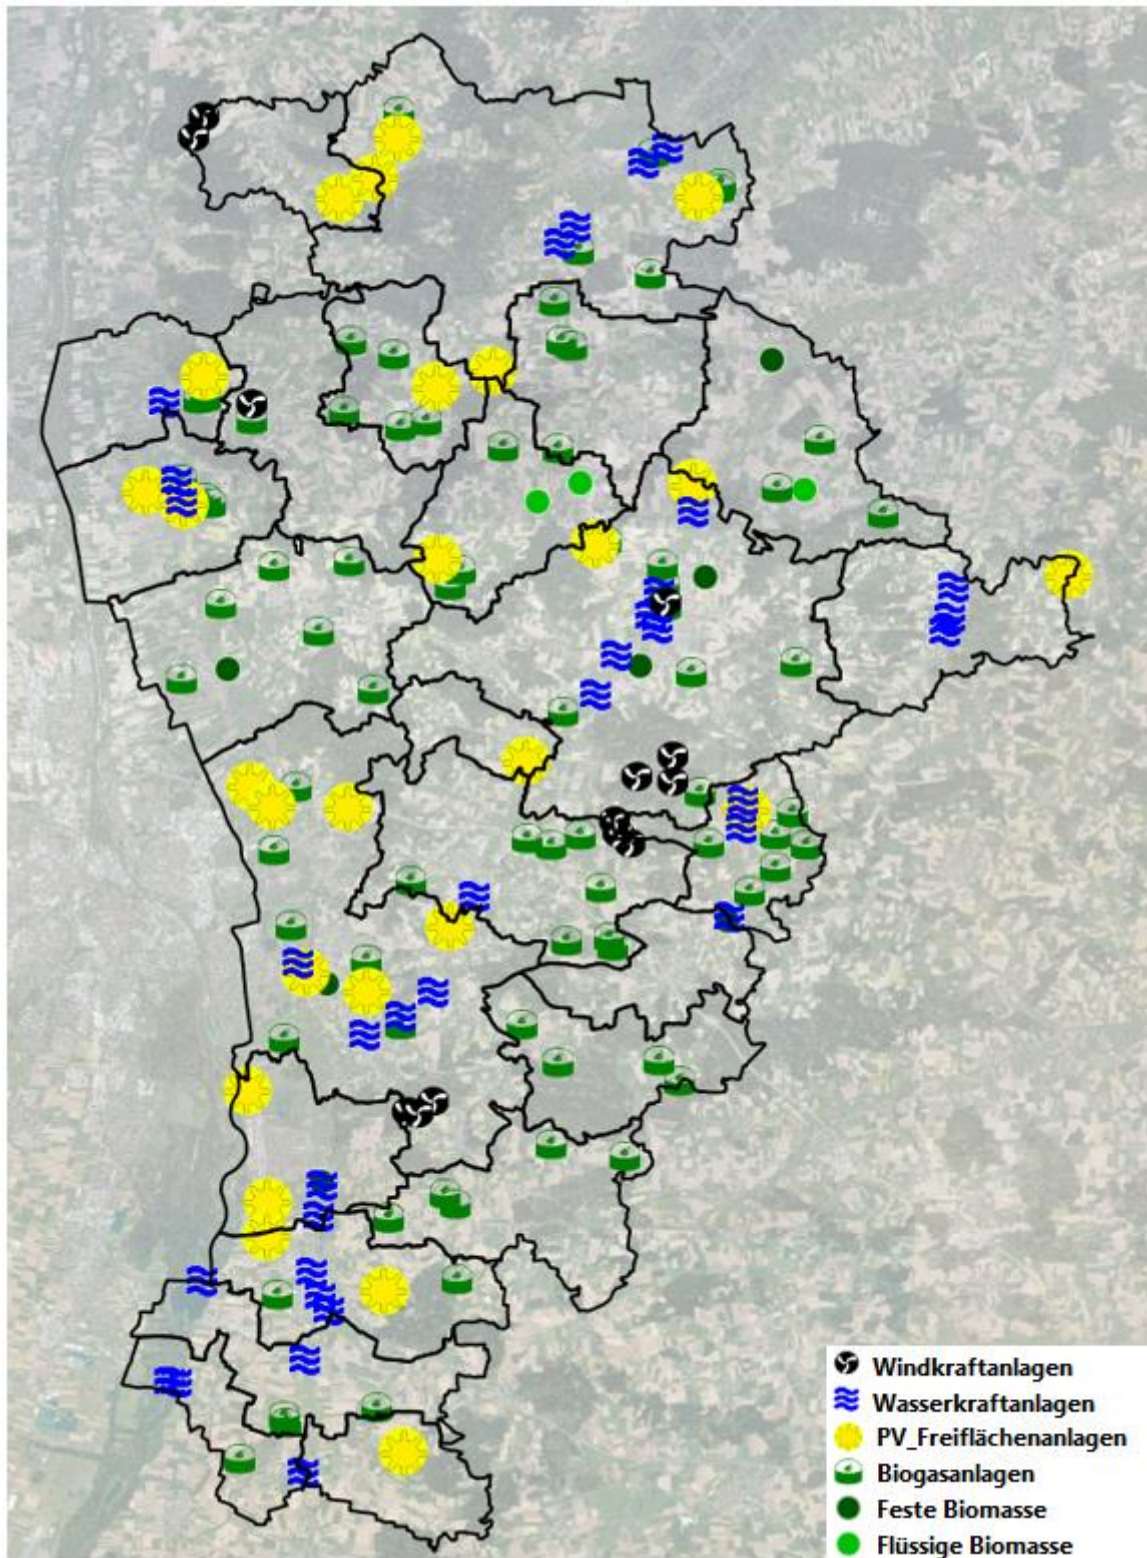 Windkraftanlagen
Wasserkraftanlagen
PV_Freiflächenanlagen
Biogasanlagen
Feste Biomasse
Flüssige Biomasse